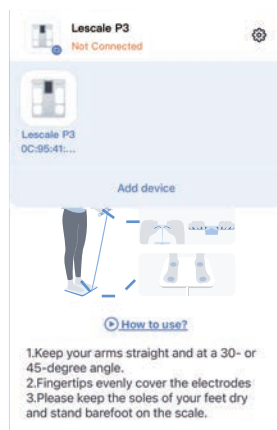 Lescale P3
Not Connected
Lescale P3
0C:95:41:...
Add device
How to use?
1.Keep your arms straight and at a 30- or
45-degree angle.
2.Fingertips evenly cover the electrodes
3.Please keep the soles of your feet dry
and stand barefoot on the scale.